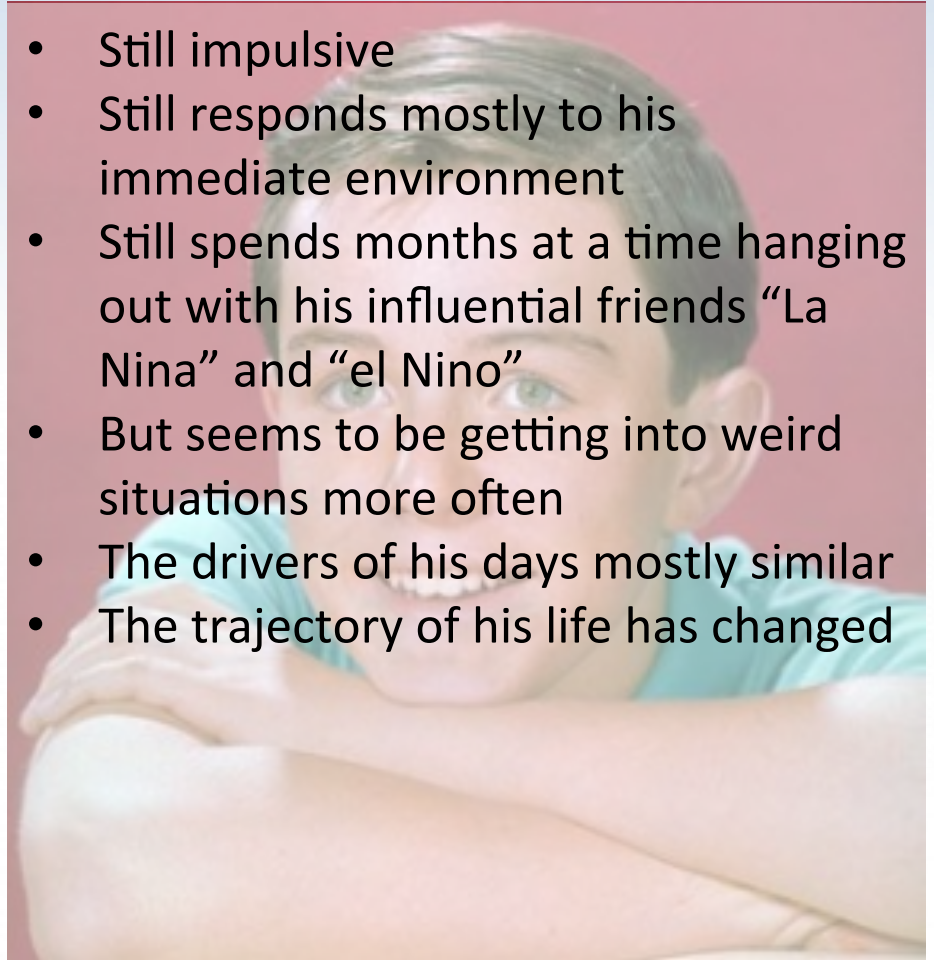 • Still impulsive
• Still responds mostly to his
immediate environment
• Still spends months at a time hanging
out with his influential friends “La
Nina” and “el Nino”
• But seems to be getting into weird
situations more often
• The drivers of his days mostly similar
• The trajectory of his life has changed